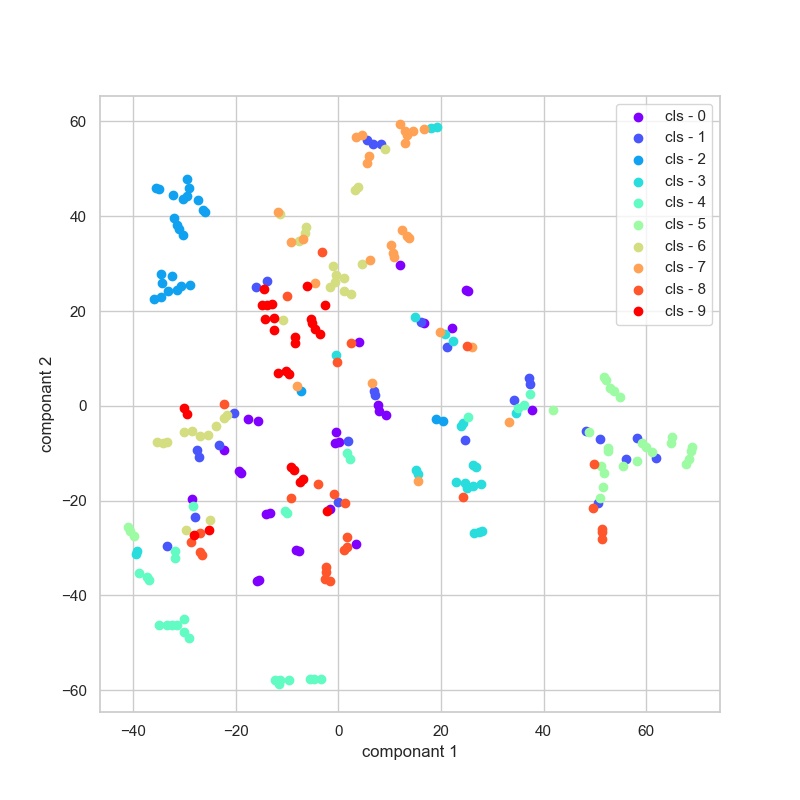 cls - 0
cls - 1
cls - 2
cls - 3
cls - 4
cls - 5
cls - 6
cls - 7
cls - 8
cls - 9
60
40
20
0
−20
−40
−60
componant 2
−40 −20 0 20 40 60
componant 1